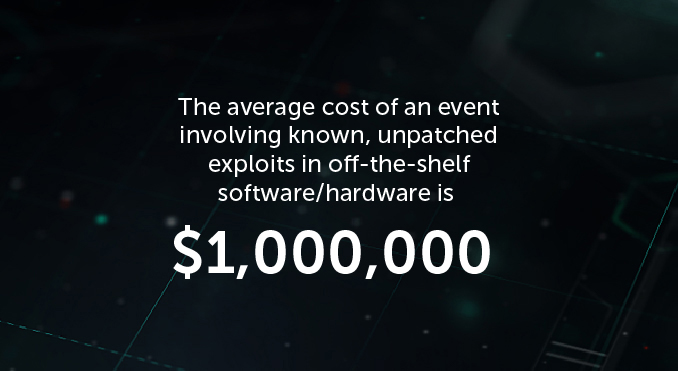 The average cost of an event
involving known, unpatched
exploits in off-the-shelf
software/hardware is
$1,000,000